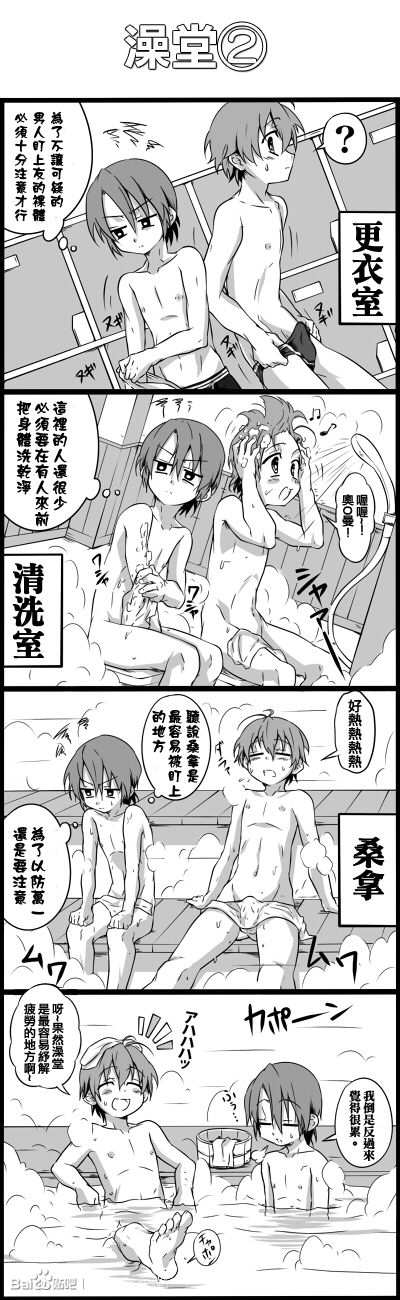 澡堂②
？
為了不讓可疑的
男人盯上友的裸體
必須十分注意才行
更衣室
ヌギ
ヌギ
這裡的人還很少
必須要在有人來前
把身體洗乾淨
喔喔~!
奧O曼!
シャアー
清洗室
好熱熱熱熱
聽說桑拿是
最容易被盯上
的地方
為了以防萬一
還是要注意
桑拿
ムワ
ムワ
カポーン
アハハハッ
呀~果然澡堂
是最容易紓解
疲勞的地方啊~
我倒是反過來
覺得很累。
ふぅ…
チャポ
Bai 贴吧